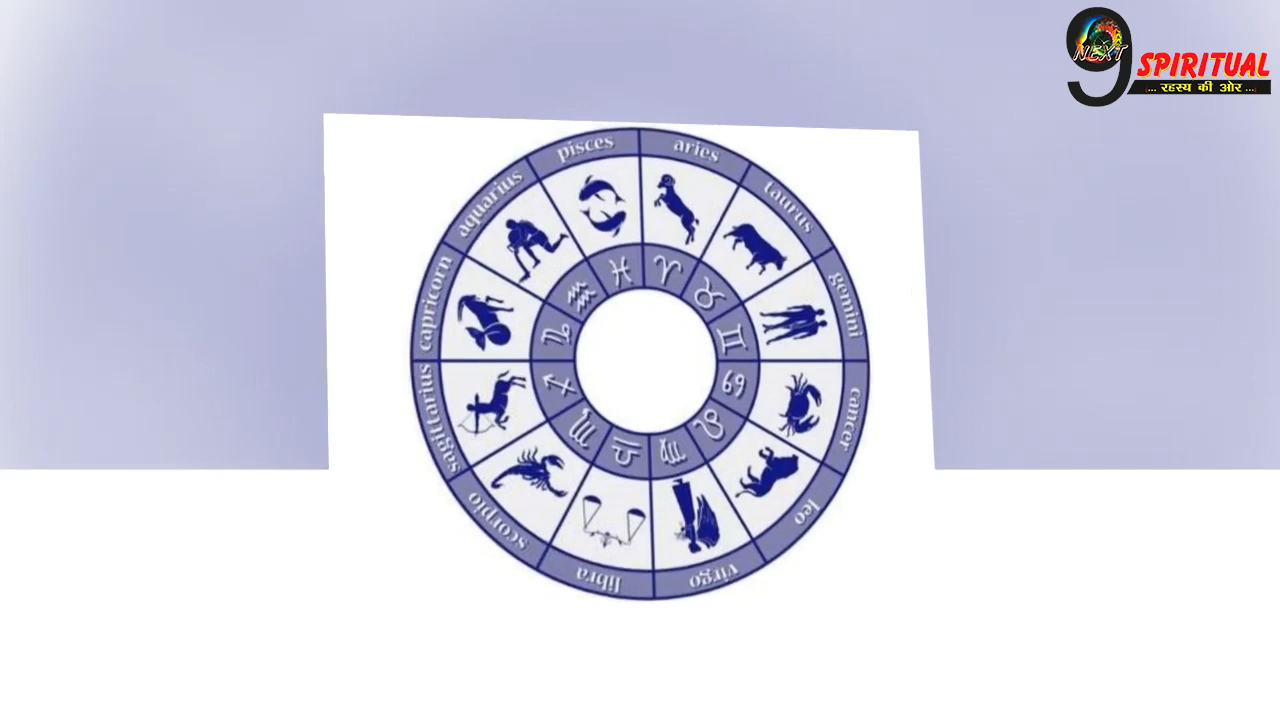 9
NEXT
SPIRITUAL
... रहस्य की ओर ...
pisces
aries
taurus
gemini
cancer
leo
virgo
libra
scorpio
sagittarius
capricorn
aquarius